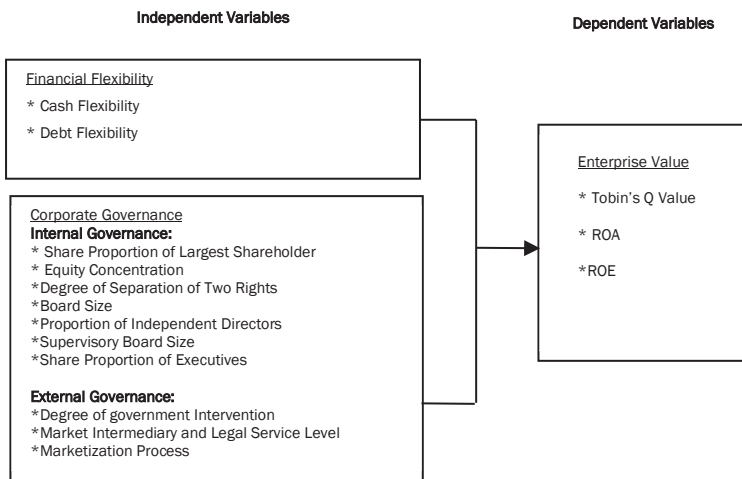 Independent Variables
Dependent Variables
Financial Flexibility
* Cash Flexibility
* Debt Flexibility
Corporate Governance
Internal Governance:
* Share Proportion of Largest Shareholder
* Equity Concentration
*Degree of Separation of Two Rights
*Board Size
*Proportion of Independent Directors
*Supervisory Board Size
*Share Proportion of Executives
External Governance:
*Degree of government Intervention
*Market Intermediary and Legal Service Level
*Marketization Process
Enterprise Value
* Tobin's Q Value
* ROA
*ROE